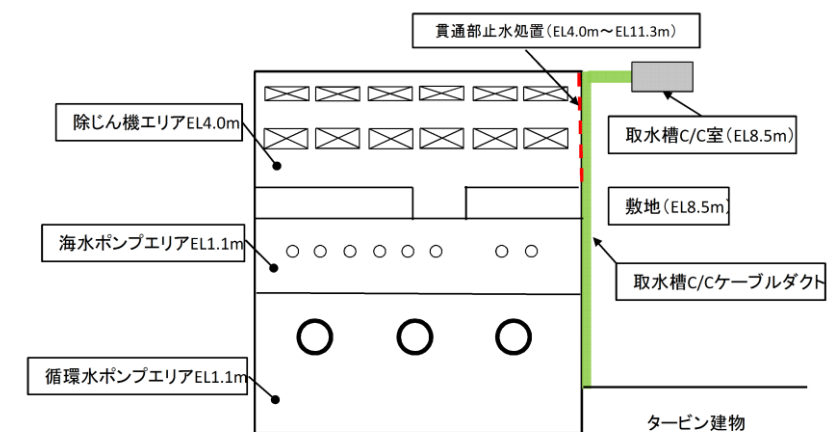 貫通部止水処置(EL4.0m～EL11.3m)
除じん機エリアEL4.0m
取水槽C/C室(EL8.5m)
敷地(EL8.5m)
海水ポンプエリアEL1.1m
取水槽C/Cケーブルダクト
循環水ポンプエリアEL1.1m
タービン建物